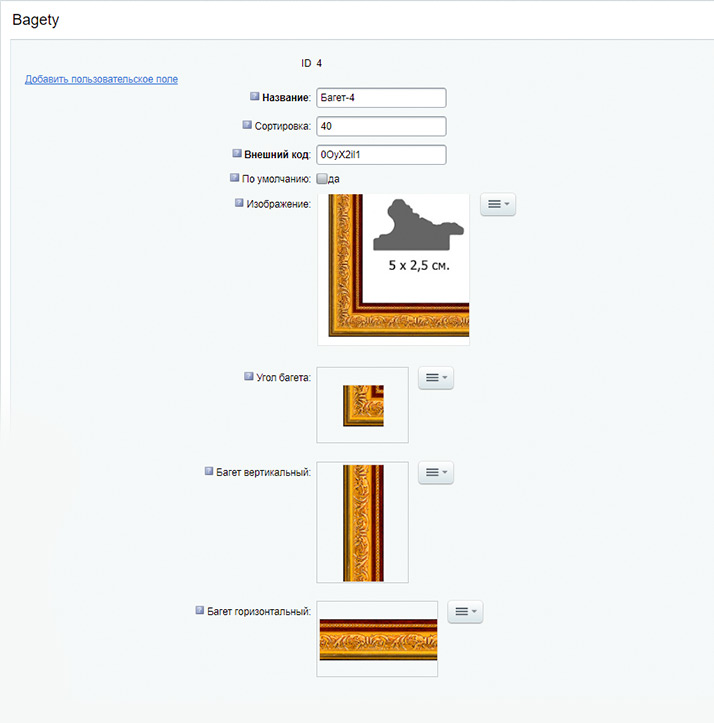 Bagety
ID 4
Добавить пользовательское поле
Название: Багет-4
Сортировка: 40
Внешний код: 0OyX2il1
По умолчанию: да
Изображение:
5 x 2,5 см.
Угол багета:
Багет вертикальный:
Багет горизонтальный: